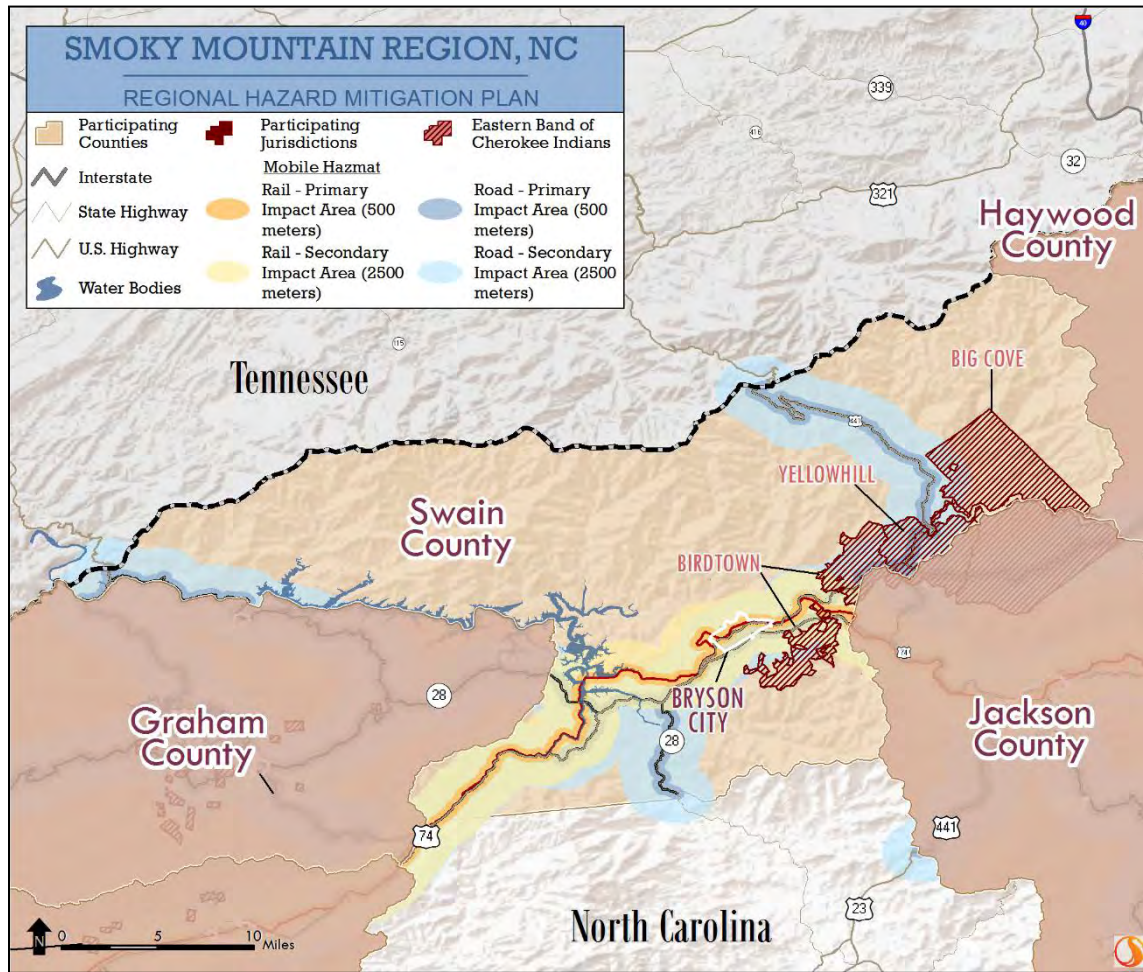 SMOKY MOUNTAIN REGION, NC
REGIONAL HAZARD MITIGATION PLAN
Participating
Counties
Participating
Jurisdictions
Eastern Band of
Cherokee Indians
Interstate
State Highway
U.S. Highway
Water Bodies
Mobile Hazmat
Rail - Primary
Impact Area (500
meters)
Rail - Secondary
Impact Area (2500
meters)
Road - Primary
Impact Area (500
meters)
Road - Secondary
Impact Area (2500
meters)
40
339
416
32
321
Haywood
County
115
Tennessee
BIG COVE
441
YELLOWHILL
Swain
County
BIRDTOWN
74
28
BRYSON
CITY
28
Graham
County
Jackson
County
74
441
23
North Carolina
N
0 5 10
Miles